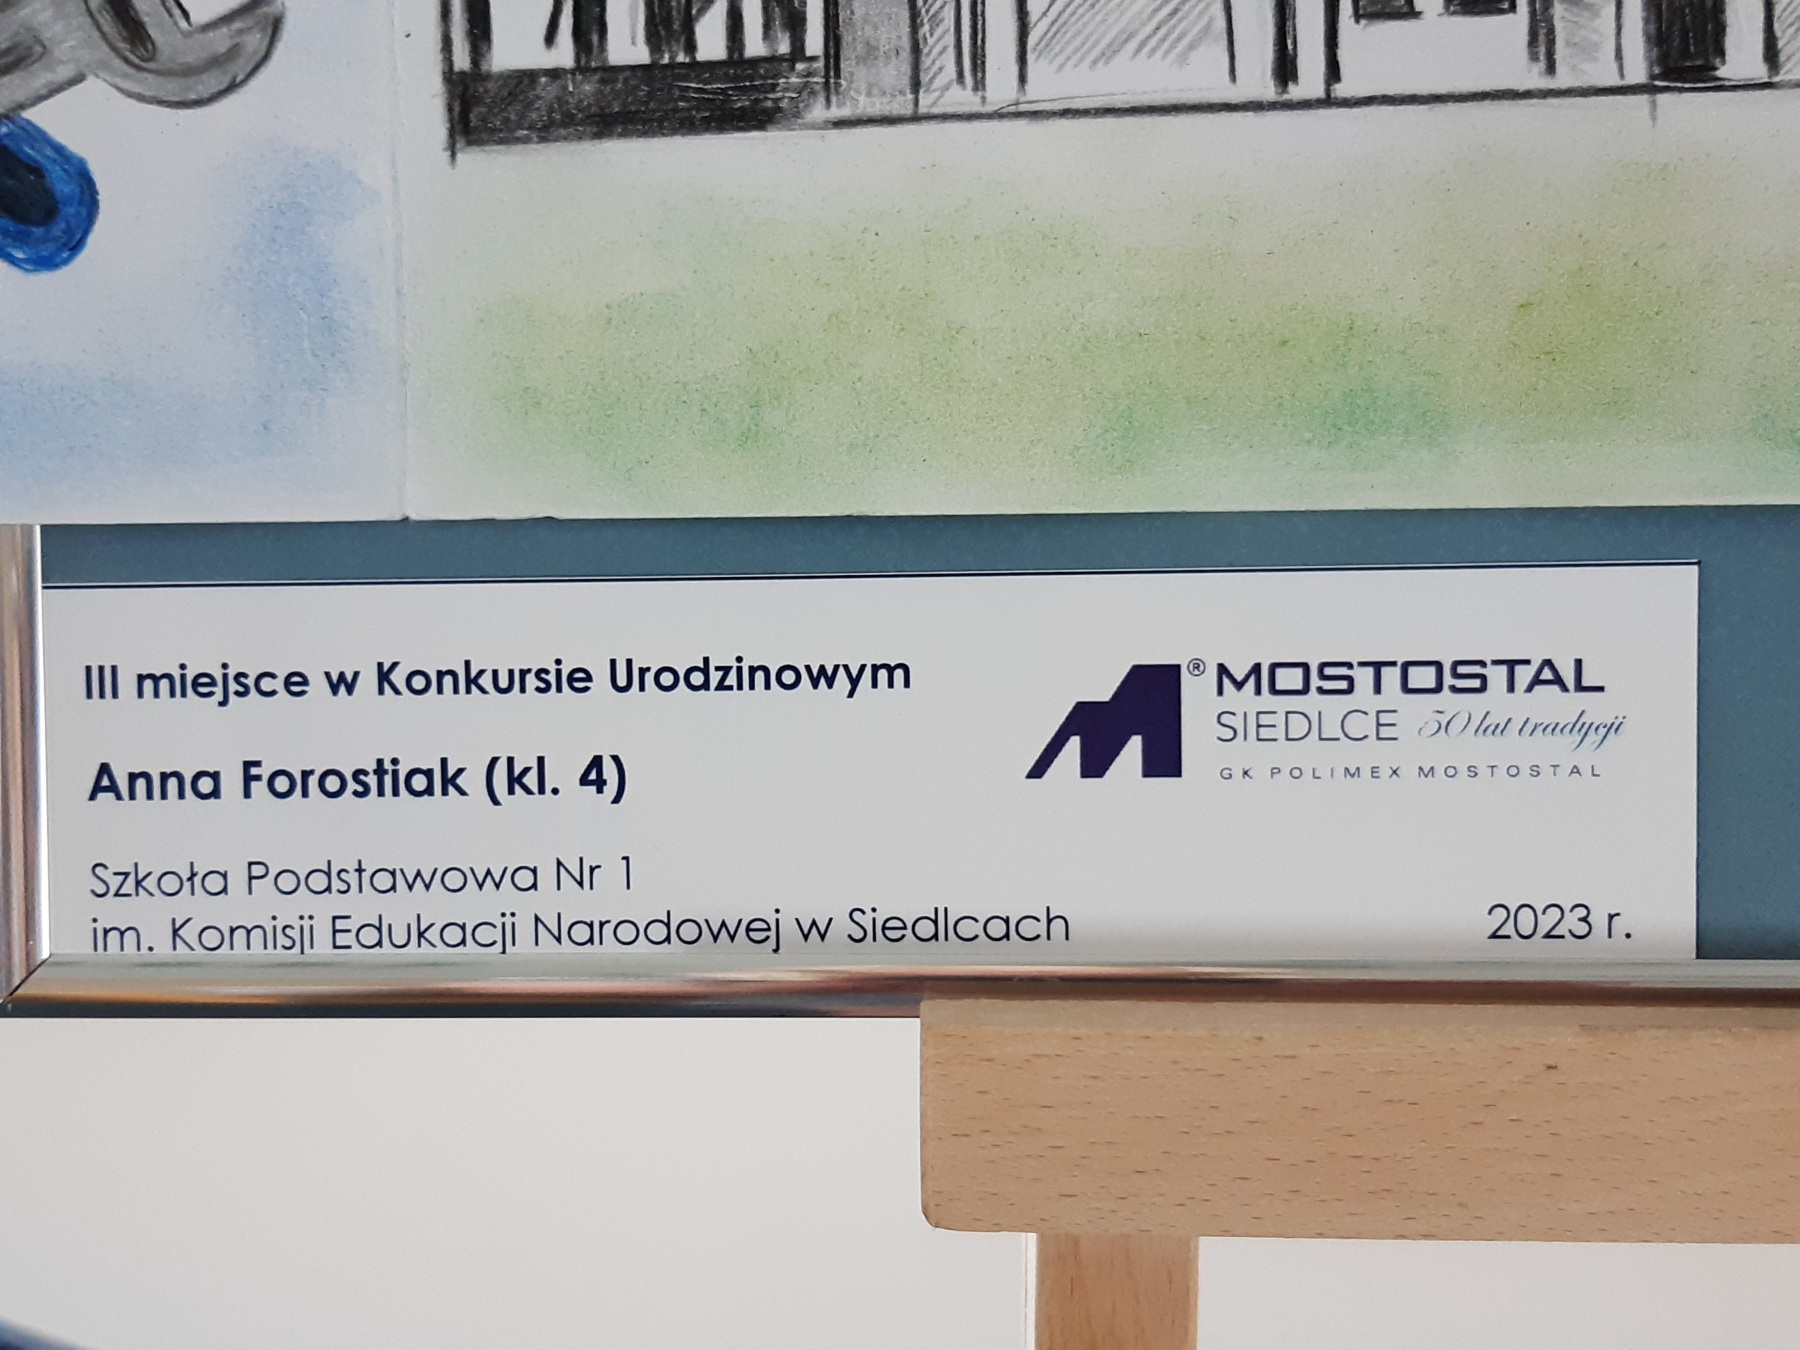 III miejsce w Konkursie Urodzinowym
Anna Forostiak (kl. 4)
Szkoła Podstawowa Nr 1
im. Komisji Edukacji Narodowej w Siedlcach
® MOSTOSTAL
SIEDLCE 50 lat tradycji
GK POLIMEX MOSTOSTAL
2023 r.